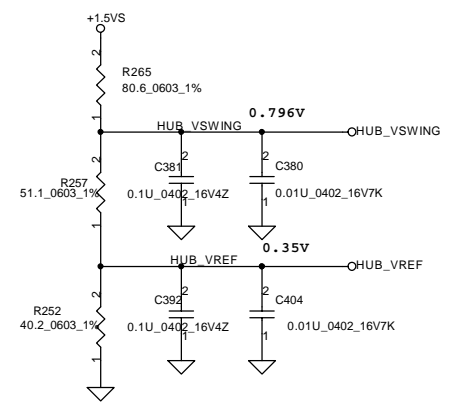 +1.5VS
2
R265
80.6_0603_1%
1
0.796V
HUB_VSWING
HUB_VSWING
2
R257
51.1_0603_1%
1
C381
2
0.1U_0402_16V4Z
1
C380
2
0.01U_0402_16V7K
1
0.35V
HUB_VREF
HUB_VREF
2
R252
40.2_0603_1%
1
C392
2
0.1U_0402_16V4Z
1
C404
2
0.01U_0402_16V7K
1